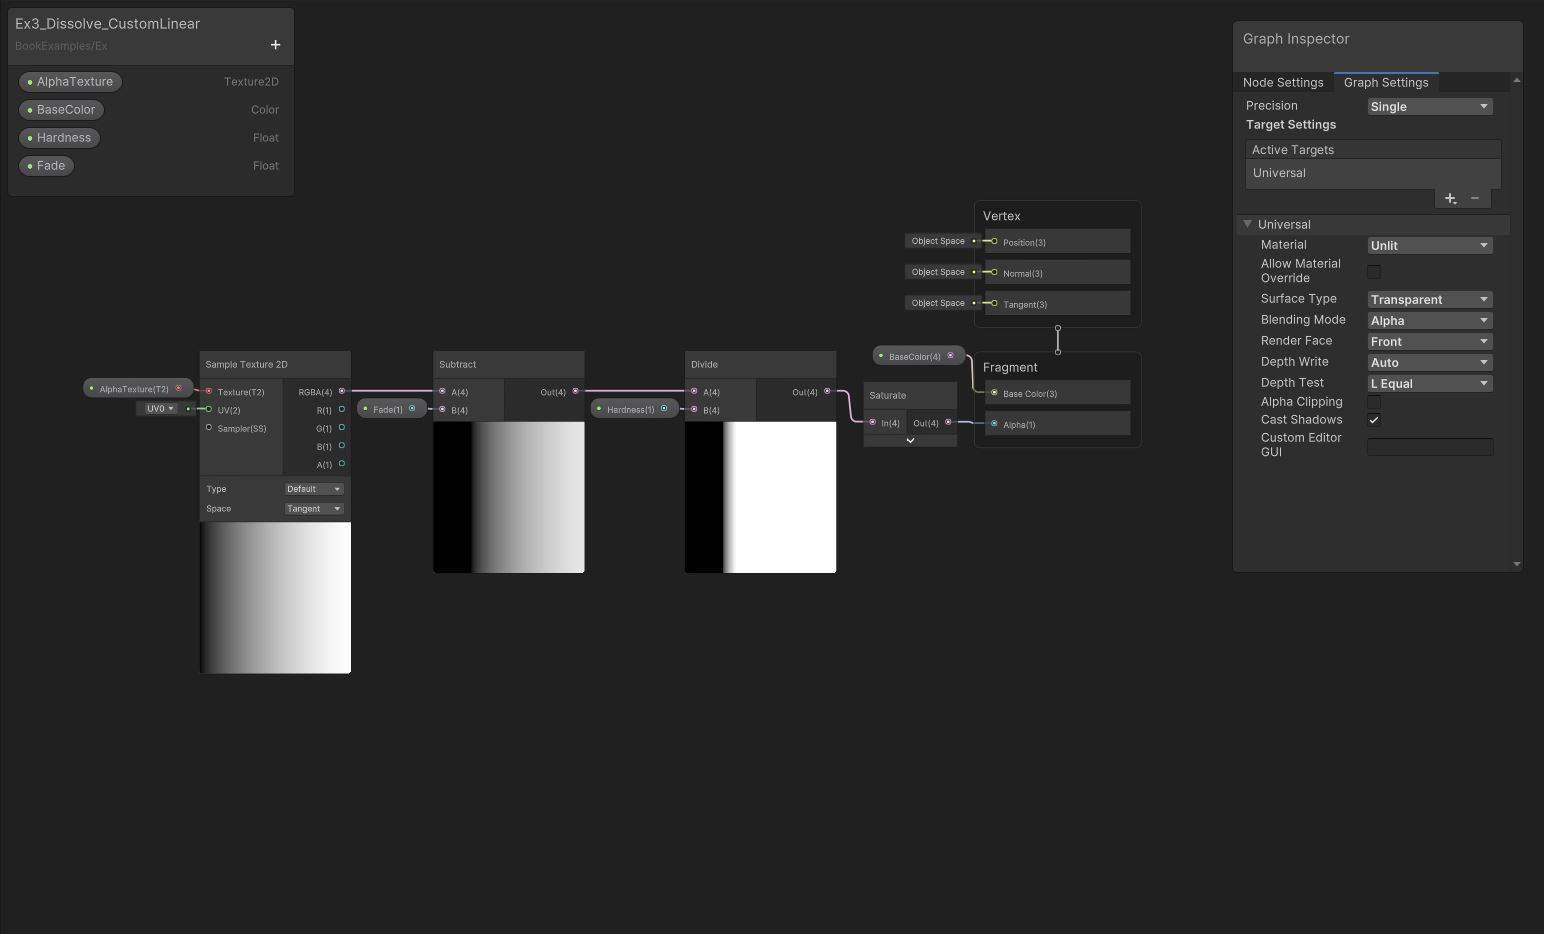 Ex3_Dissolve_CustomLinear
BookExamples/Ex
+
AlphaTexture Texture2D
BaseColor Color
Hardness Float
Fade Float
Graph Inspector
Node Settings Graph Settings
Precision Single
Target Settings
Active Targets
Universal
+ −
Universal
Material Unlit
Allow Material
Override
Surface Type Transparent
Blending Mode Alpha
Render Face Front
Depth Write Auto
Depth Test L Equal
Alpha Clipping
Cast Shadows
Custom Editor
GUI
Vertex
Object Space Position(3)
Object Space Normal(3)
Object Space Tangent(3)
Fragment
BaseColor(4)
Base Color(3)
Alpha(1)
Sample Texture 2D
AlphaTexture(T2) Texture(T2) RGBA(4)
UV0 UV(2) R(1)
Sampler(SS) G(1)
B(1)
A(1)
Type Default
Space Tangent
Subtract
A(4) Out(4)
Fade(1) B(4)
Divide
A(4) Out(4)
Hardness(1) B(4)
Saturate
In(4) Out(4)